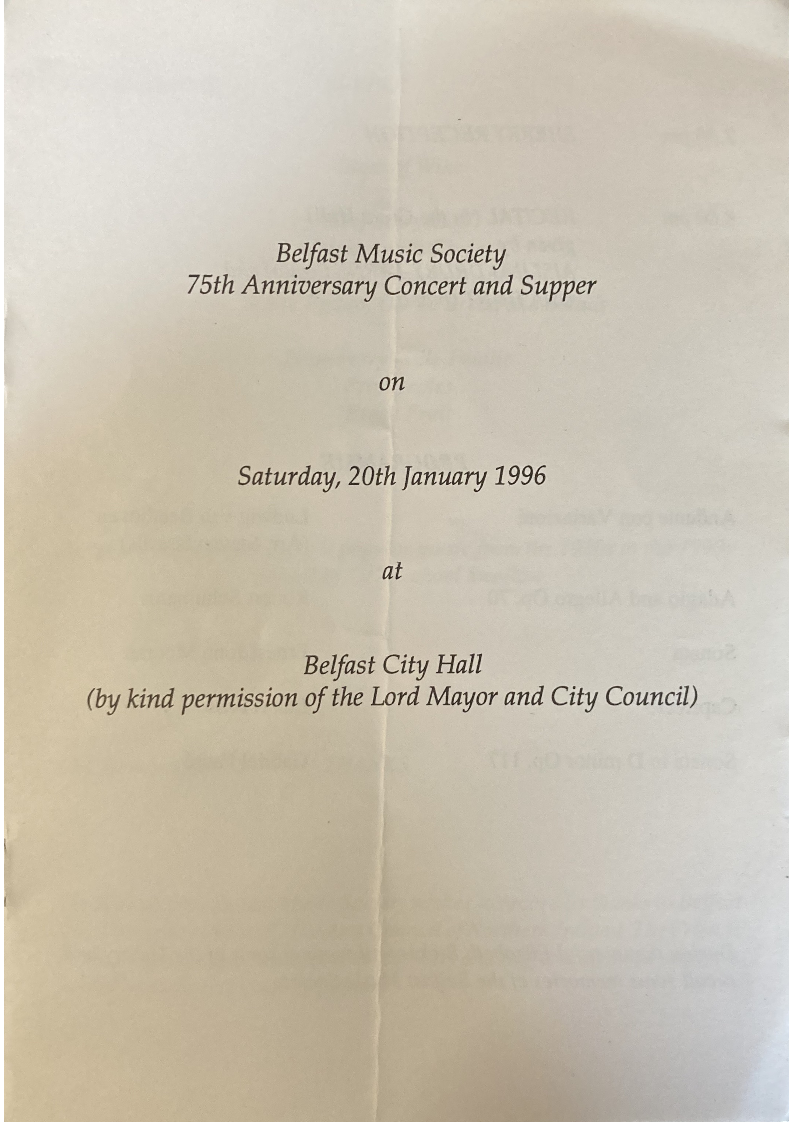 Belfast Music Society
75th Anniversary Concert and Supper
on
Saturday, 20th January 1996
at
Belfast City Hall
(by kind permission of the Lord Mayor and City Council)